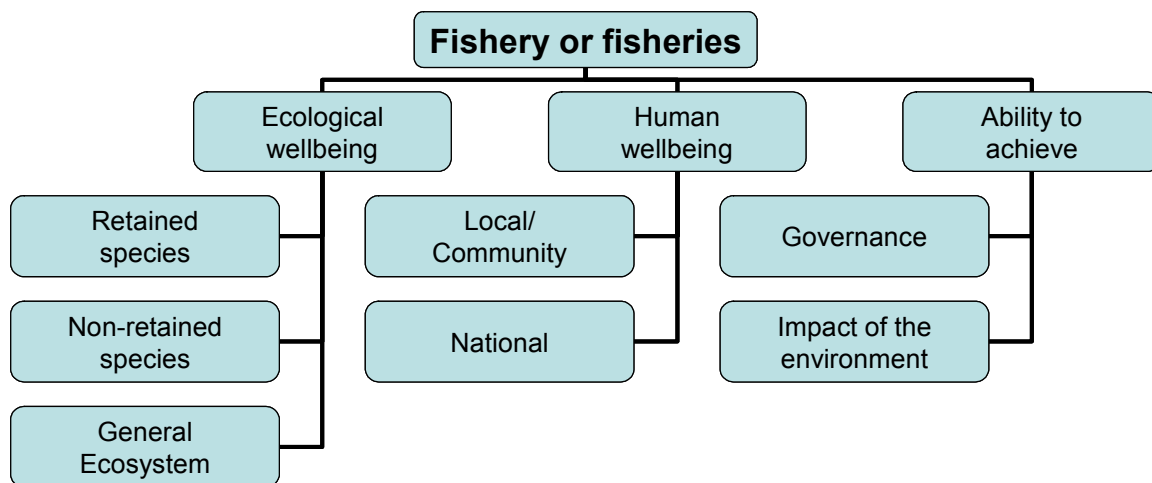 Fishery or fisheries
Ecological
wellbeing
Human
wellbeing
Ability to
achieve
Retained
species
Local/
Community
Governance
Non-retained
species
National
Impact of the
environment
General
Ecosystem